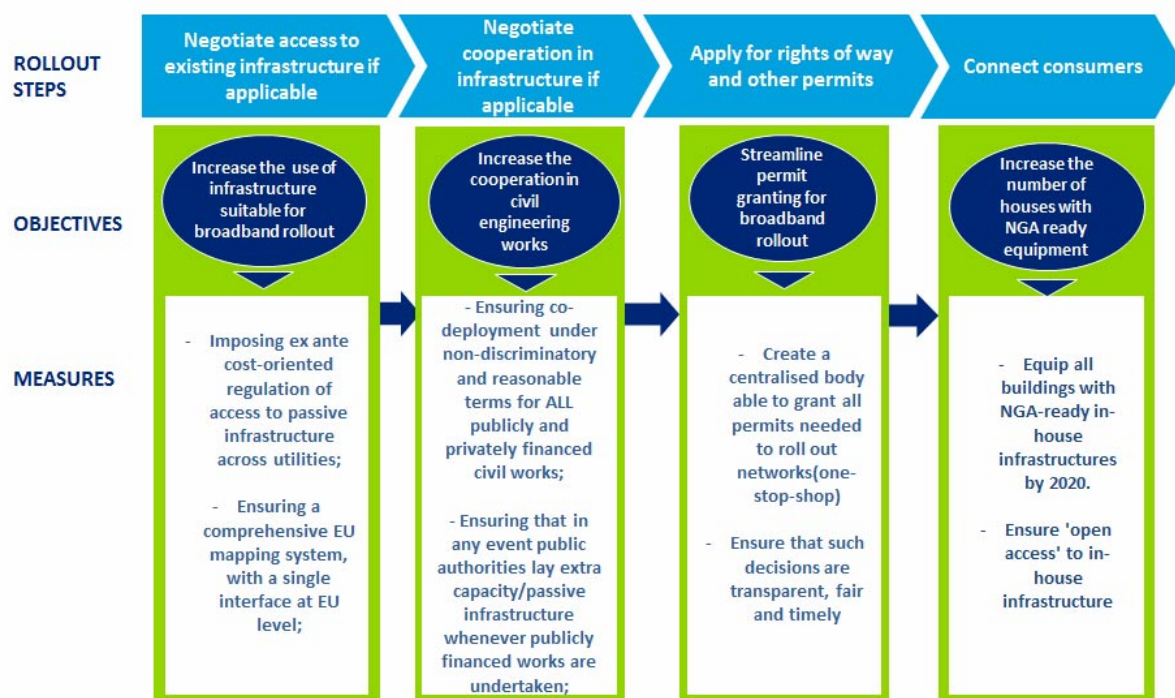 ROLLOUT
STEPS
Negotiate access to
existing infrastructure if
applicable
Negotiate
cooperation in
infrastructure if
applicable
Apply for rights of way
and other permits
Connect consumers
OBJECTIVES
Increase the use of
infrastructure
suitable for
broadband rollout
Increase the
cooperation in
civil
engineering
works
Streamline
permit
granting for
broadband
rollout
Increase the
number of
houses with
NGA ready
equipment
MEASURES
- Imposing ex ante
cost-oriented
regulation of
access to passive
infrastructure
across utilities;
- Ensuring a
comprehensive EU
mapping system,
with a single
interface at EU
level;
- Ensuring co-
deployment under
non-discriminatory
and reasonable
terms for ALL
publicly and
privately financed
civil works;
- Ensuring that in
any event public
authorities lay extra
capacity/passive
infrastructure
whenever publicly
financed works are
undertaken;
- Create a
centralised body
able to grant all
permits needed
to roll out
networks(one-
stop-shop)
- Ensure that such
decisions are
transparent, fair
and timely
- Equip all
buildings with
NGA-ready in-
house
infrastructures
by 2020.
- Ensure 'open
access' to in-
house
infrastructure